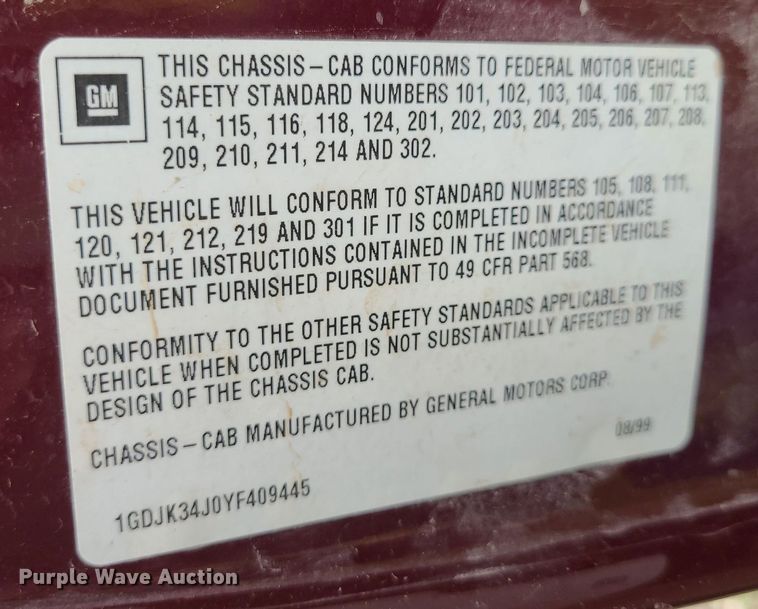 GM
THIS CHASSIS-CAB CONFORMS TO FEDERAL MOTOR VEHICLE
SAFETY STANDARD NUMBERS 101, 102, 103, 104, 106, 107, 113,
114, 115, 116, 118, 124, 201, 202, 203, 204, 205, 206, 207, 208,
209, 210, 211, 214 AND 302.
THIS VEHICLE WILL CONFORM TO STANDARD NUMBERS 105, 108, 111,
120, 121, 212, 219 AND 301 IF IT IS COMPLETED IN ACCORDANCE
WITH THE INSTRUCTIONS CONTAINED IN THE INCOMPLETE VEHICLE
DOCUMENT FURNISHED PURSUANT TO 49 CFR PART 568.
CONFORMITY TO THE OTHER SAFETY STANDARDS APPLICABLE TO THIS
VEHICLE WHEN COMPLETED IS NOT SUBSTANTIALLY AFFECTED BY THE
DESIGN OF THE CHASSIS CAB.
CHASSIS-CAB MANUFACTURED BY GENERAL MOTORS CORP.
08/99
1GDJK34J0YF409445
Purple Wave Auction